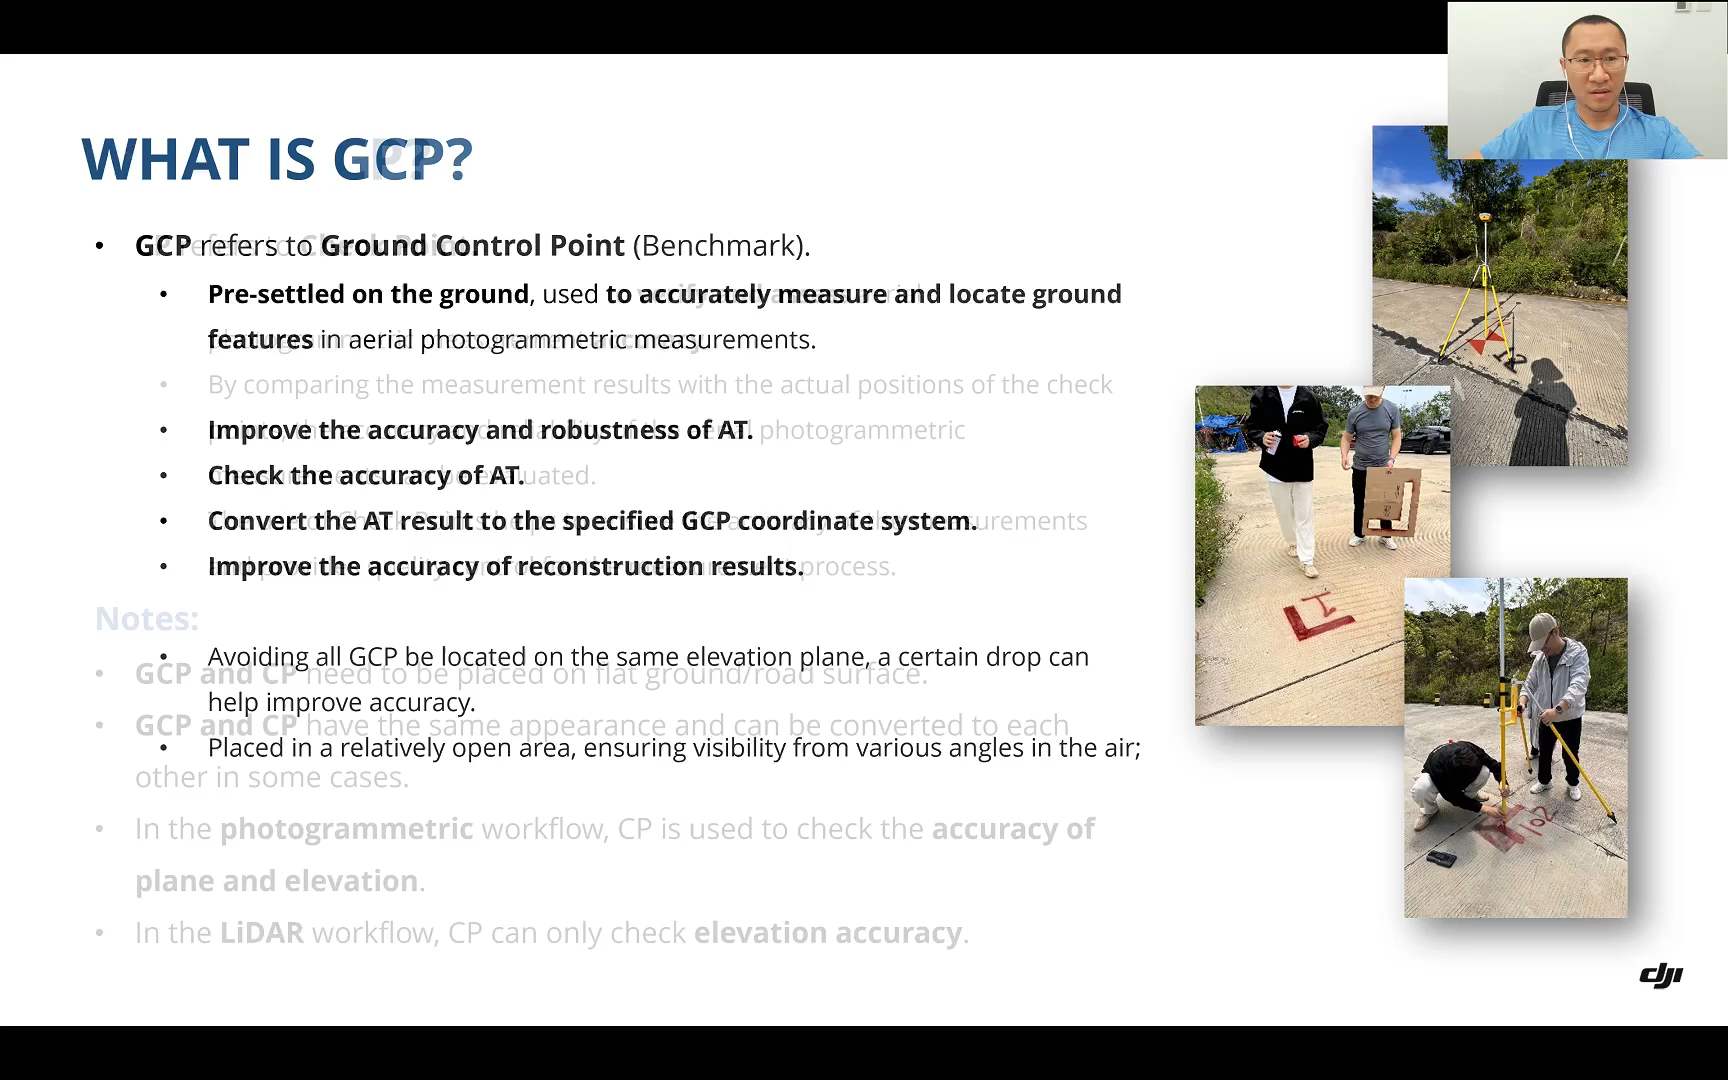 WHAT IS GCP?
• GCP refers to Ground Control Point (Benchmark).
• Pre-settled on the ground, used to accurately measure and locate ground
features in aerial photogrammetric measurements.
• By comparing the measurement results with the actual positions of the check
photogrammetric
• Improve the accuracy and robustness of AT.
• Check the accuracy of AT.
• Convert the AT result to the specified GCP coordinate system.
• Improve the accuracy of reconstruction results.
process.
Notes:
• Avoiding all GCP be located on the same elevation plane, a certain drop can
help improve accuracy.
• GCP and CP need to be placed on flat ground/road surface.
• GCP and CP have the same appearance and can be converted to each
other in some cases.
• Placed in a relatively open area, ensuring visibility from various angles in the air;
• In the photogrammetric workflow, CP is used to check the accuracy of
plane and elevation.
• In the LiDAR workflow, CP can only check elevation accuracy.
102
dji